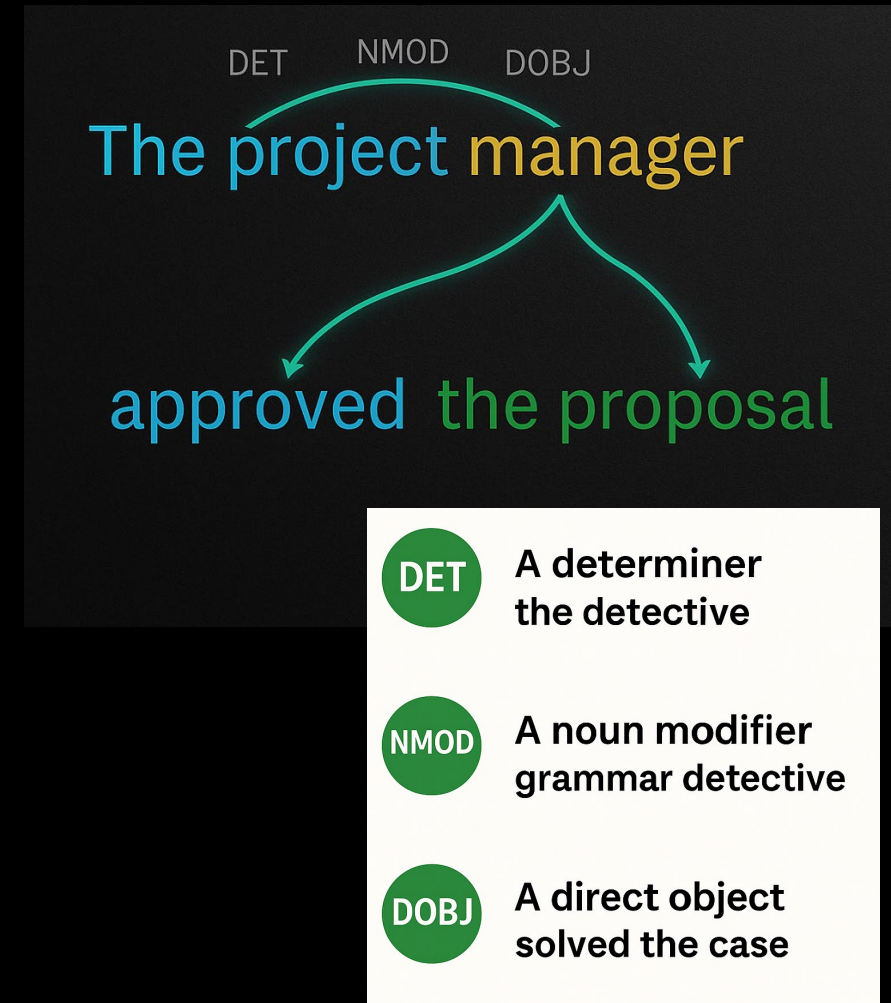 DET NMOD DOBJ
The project manager
approved the proposal
DET
A determiner
the detective
NMOD
A noun modifier
grammar detective
DOBJ
A direct object
solved the case